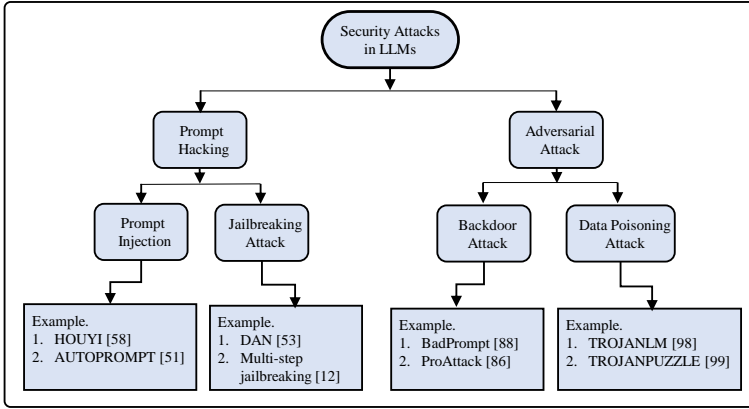 Security Attacks
in LLMs
Prompt
Hacking
Adversarial
Attack
Prompt
Injection
Jailbreaking
Attack
Backdoor
Attack
Data Poisoning
Attack
Example.
1. HOUYI [58]
2. AUTOPROMPT [51]
Example.
1. DAN [53]
2. Multi-step
jailbreaking [12]
Example.
1. BadPrompt [88]
2. ProAttack [86]
Example.
1. TROJANLM [98]
2. TROJANPUZZLE [99]